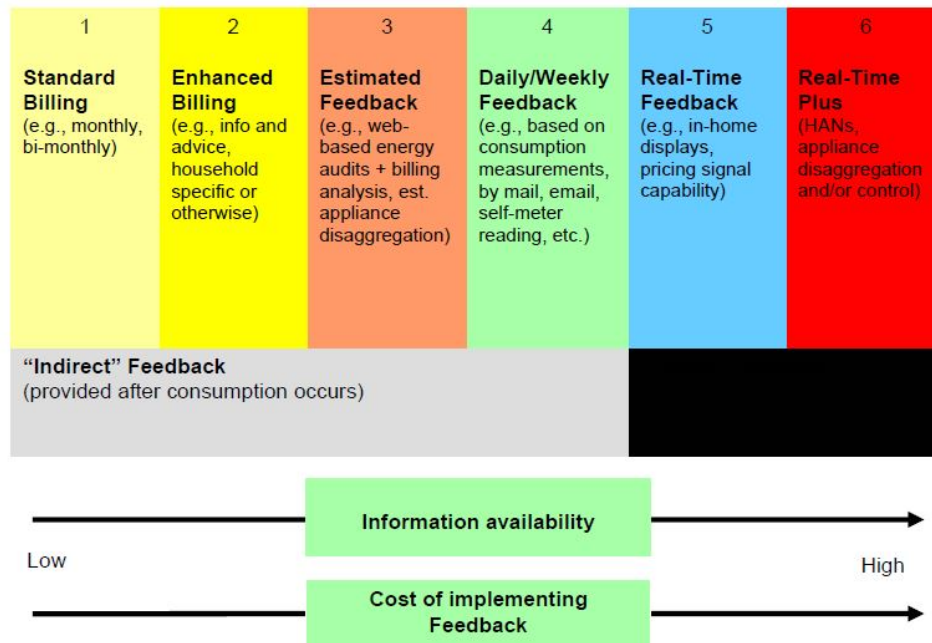 1
Standard
Billing
(e.g., monthly,
bi-monthly)
2
Enhanced
Billing
(e.g., info and
advice,
household
specific or
otherwise)
3
Estimated
Feedback
(e.g., web-
based energy
audits + billing
analysis, est.
appliance
disaggregation)
4
Daily/Weekly
Feedback
(e.g., based on
consumption
measurements,
by mail, email,
self-meter
reading, etc.)
5
Real-Time
Feedback
(e.g., in-home
displays,
pricing signal
capability)
6
Real-Time
Plus
(HANs,
appliance
disaggregation
and/or control)
“Indirect” Feedback
(provided after consumption occurs)
Information availability
Low
High
Cost of implementing
Feedback